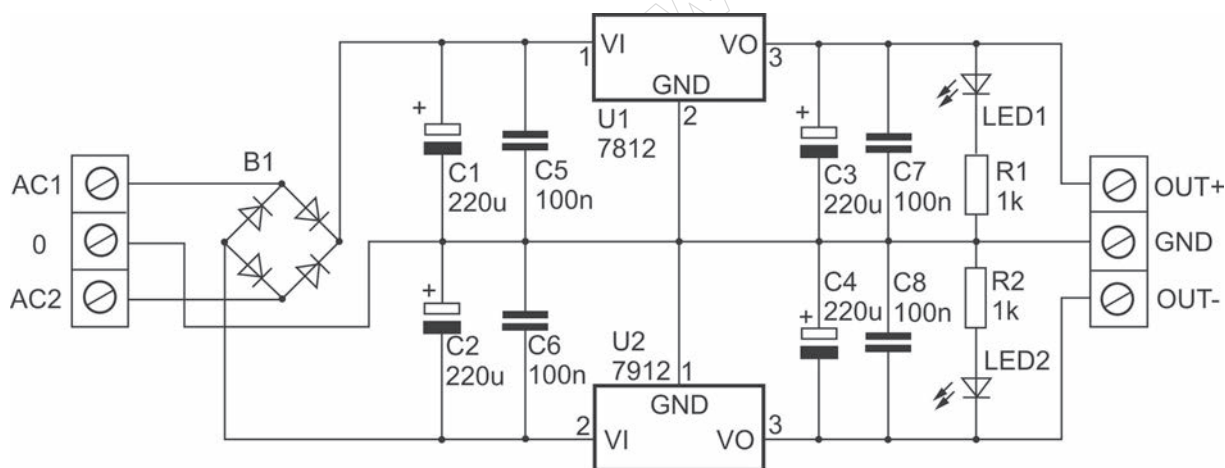 AC1
0
AC2
B1
+
C1
220u
C5
100n
1
VI
VO
3
GND
2
U1
7812
+
C3
220u
C7
100n
LED1
R1
1k
OUT+
GND
OUT-
+
C2
220u
C6
100n
U2
7912
1
GND
2
VI
VO
3
C4
220u
+
C8
100n
R2
1k
LED2